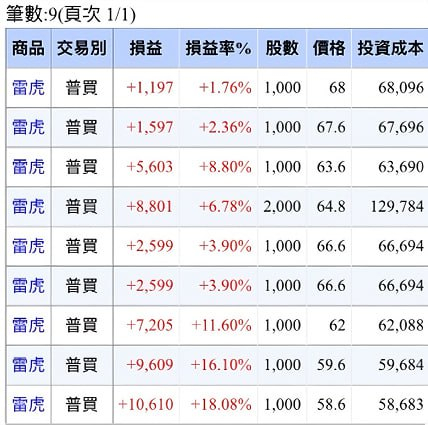 筆數:9(頁次 1/1)
商品 交易別 損益 損益率% 股數 價格 投資成本
雷虎 普買 +1,197 +1.76% 1,000 68 68,096
雷虎 普買 +1,597 +2.36% 1,000 67.6 67,696
雷虎 普買 +5,603 +8.80% 1,000 63.6 63,690
雷虎 普買 +8,801 +6.78% 2,000 64.8 129,784
雷虎 普買 +2,599 +3.90% 1,000 66.6 66,694
雷虎 普買 +2,599 +3.90% 1,000 66.6 66,694
雷虎 普買 +7,205 +11.60% 1,000 62 62,088
雷虎 普買 +9,609 +16.10% 1,000 59.6 59,684
雷虎 普買 +10,610 +18.08% 1,000 58.6 58,683